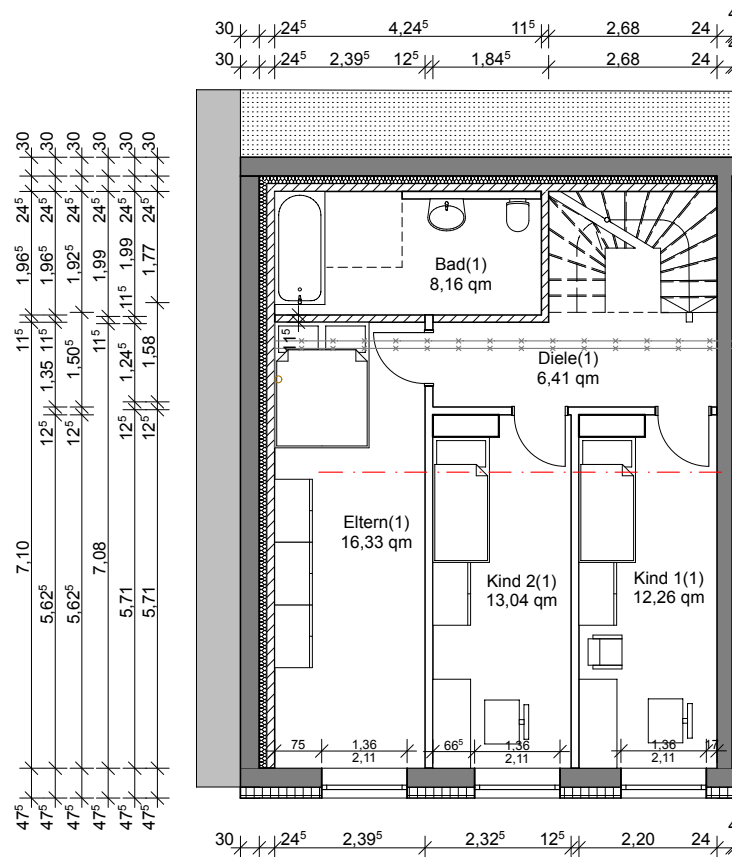 30 24⁵ 4,24⁵ 11⁵ 2,68 24
30 24⁵ 2,39⁵ 12⁵ 1,84⁵ 2,68 24
30 30 30 30 30 30
24⁵ 24⁵ 24⁵ 24⁵ 24⁵ 24⁵
1,96⁵ 1,96⁵ 1,92⁵ 1,99 1,99 1,77
11⁵ 11⁵ 11⁵ 11⁵
1,35 1,50⁵ 1,24⁵ 1,58
12⁵ 12⁵ 12⁵ 12⁵
7,10 5,62⁵ 5,62⁵ 7,08 5,71 5,71
47⁵ 47⁵ 47⁵ 47⁵ 47⁵ 47⁵
Bad(1)
8,16 qm
11⁵
Diele(1)
6,41 qm
Eltern(1)
16,33 qm
Kind 2(1)
13,04 qm
Kind 1(1)
12,26 qm
75 1,36 66⁵ 1,36 1,36 17
2,11 2,11 2,11
30 24⁵ 2,39⁵ 2,32⁵ 12⁵ 2,20 24